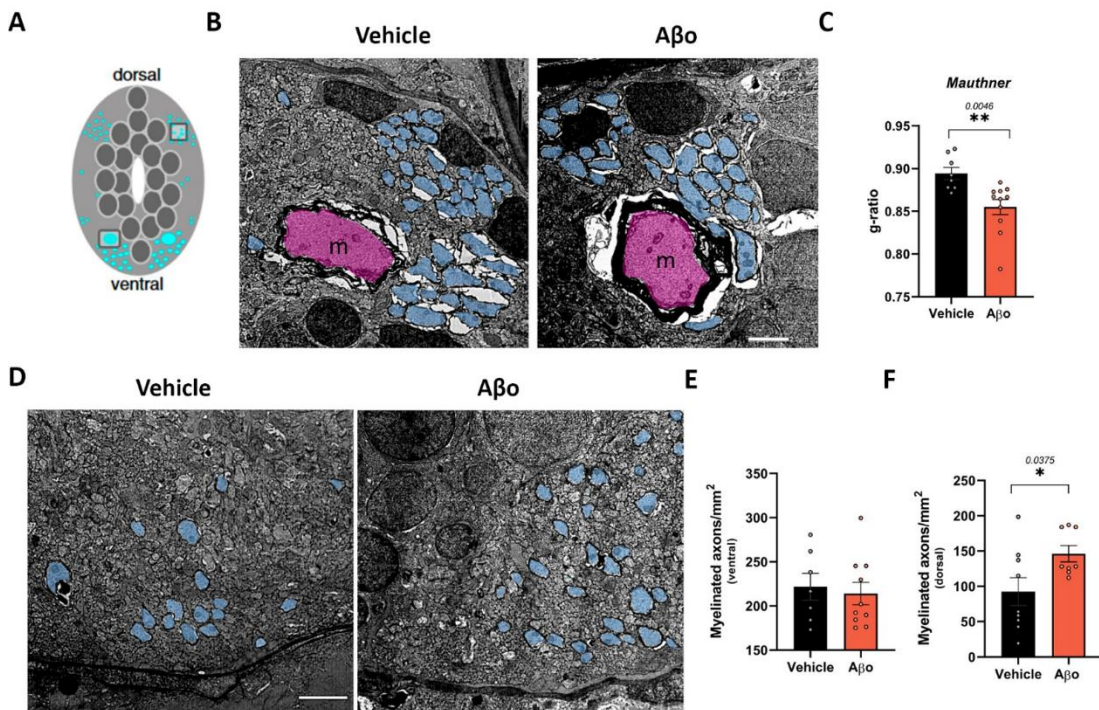 A
dorsal
ventral
B
Vehicle
Aβo
m
m
C
Mauthner
0.0046
**
0.95
0.90
0.85
0.80
0.75
g-ratio
Vehicle
Aβo
D
Vehicle
Aβo
E
350
300
250
200
150
Myelinated axons/mm²
(ventral)
Vehicle
Aβo
F
0.0375
*
250
200
150
100
50
0
Myelinated axons/mm²
(dorsal)
Vehicle
Aβo